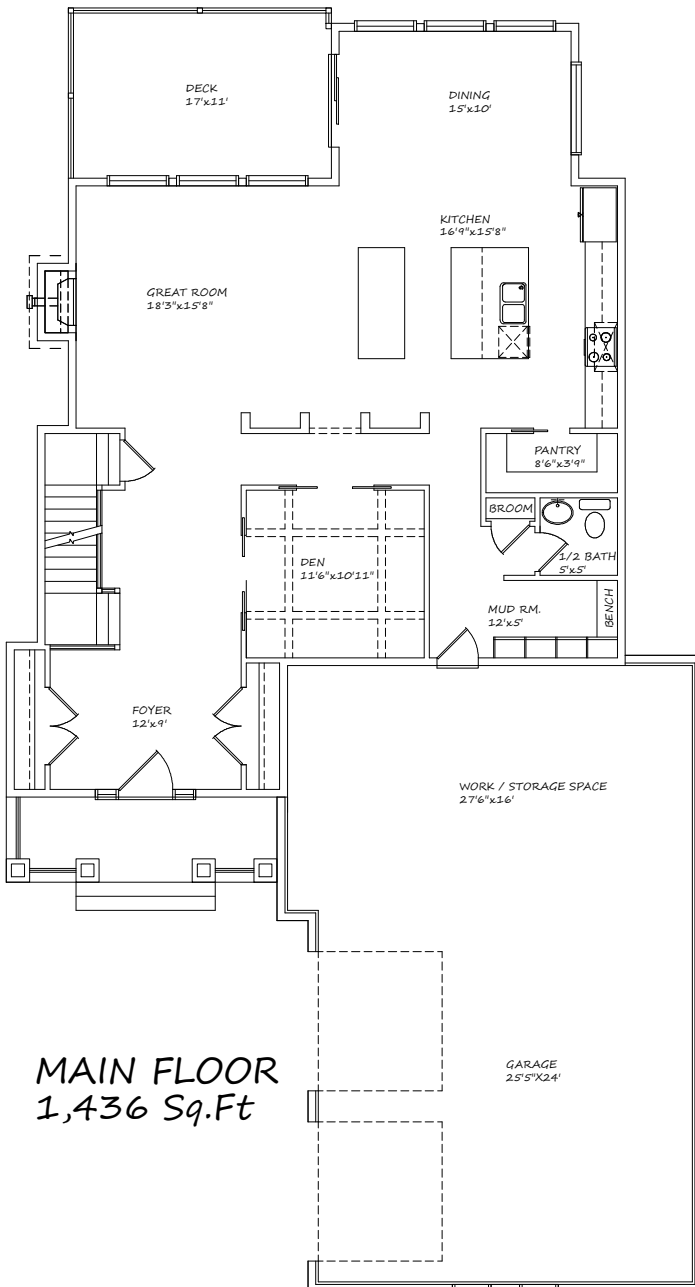 DECK
17'x11'
DINING
15'x10'
KITCHEN
16'9"x15'8"
GREAT ROOM
18'3"x15'8"
PANTRY
8'6"x3'9"
BROOM
1/2 BATH
5'x5'
DEN
11'6"x10'11"
MUD RM.
12'x5'
BENCH
FOYER
12'x9'
WORK / STORAGE SPACE
27'6"x16'
GARAGE
25'5"X24'
MAIN FLOOR
1,436 Sq.Ft